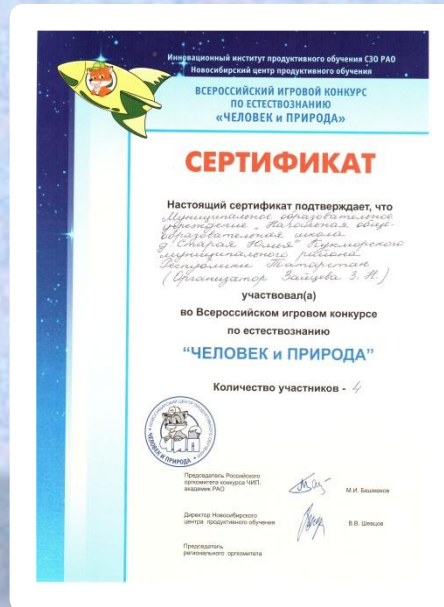 Инновационный институт продуктивного обучения СЗО РАО
Новосибирский центр продуктивного обучения
ВСЕРОССИЙСКИЙ ИГРОВОЙ КОНКУРС
ПО ЕСТЕСТВОЗНАНИЮ
«ЧЕЛОВЕК и ПРИРОДА»
СЕРТИФИКАТ
Настоящий сертификат подтверждает, что
Муниципальное образовательное
учреждение „Начальная обще-
образовательная школа
д. Старая Юмья" Кукморского
муниципального района
Республики Татарстан
(Организатор Зайцева З. Н.)
участвовал(а)
во Всероссийском игровом конкурсе
по естествознанию
“ЧЕЛОВЕК и ПРИРОДА”
Количество участников - 4
ЧЕЛОВЕК и ПРИРОДА
Председатель Российского
оргкомитета конкурса ЧИП,
академик РАО
М.И. Башмаков
Директор Новосибирского
центра продуктивного обучения
В.В. Шевцов
Председатель
регионального оргкомитета